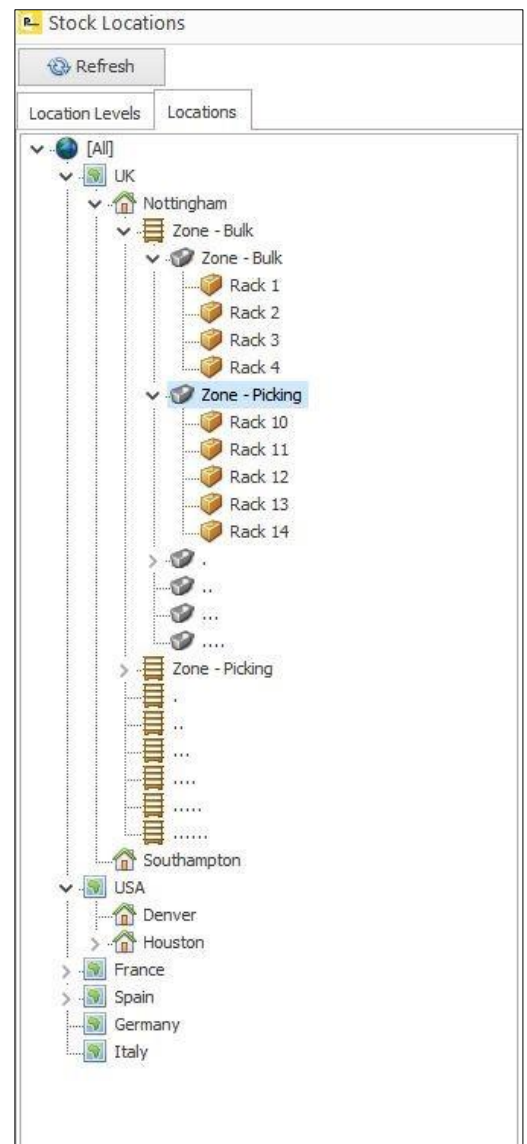 Stock Locations
Refresh
Location Levels Locations
[All]
UK
Nottingham
Zone - Bulk
Zone - Bulk
Rack 1
Rack 2
Rack 3
Rack 4
Zone - Picking
Rack 10
Rack 11
Rack 12
Rack 13
Rack 14
.
..
...
....
Zone - Picking
.
..
...
....
.....
......
Southampton
USA
Denver
Houston
France
Spain
Germany
Italy